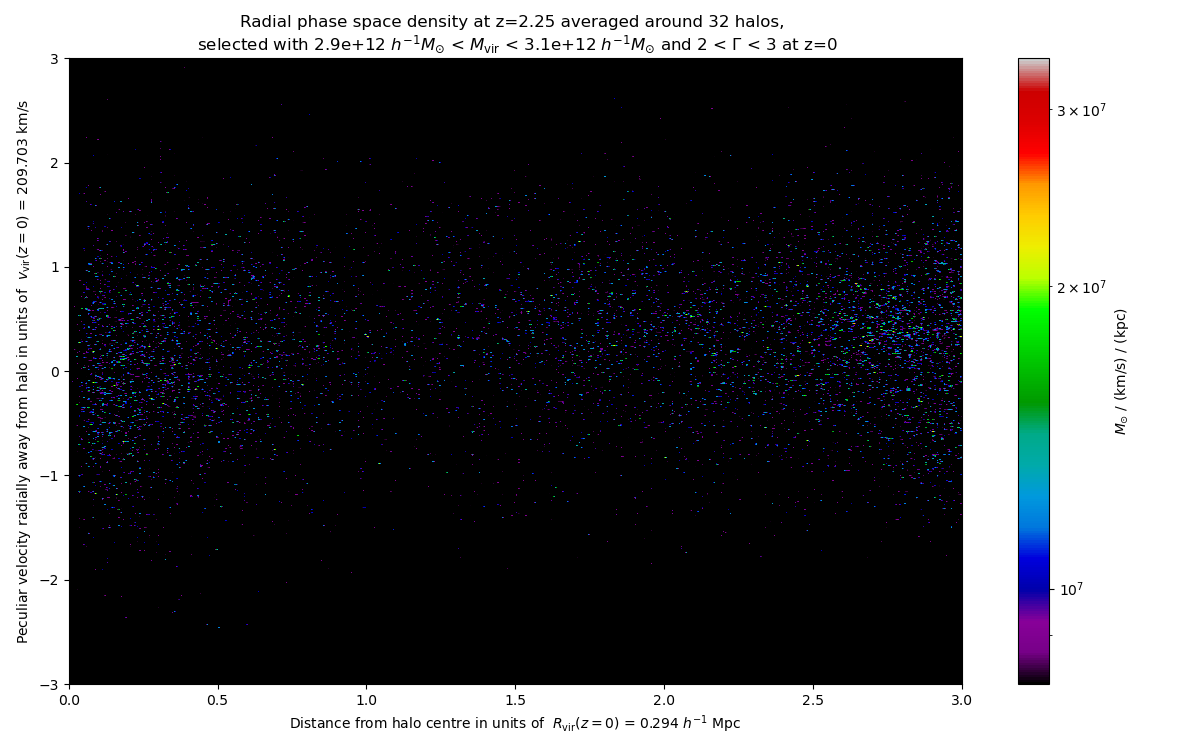 Radial phase space density at z=2.25 averaged around 32 halos,
selected with 2.9e+12 h⁻¹M⊙ < Mvir < 3.1e+12 h⁻¹M⊙ and 2 < Γ < 3 at z=0
3
2
1
0
−1
−2
−3
Peculiar velocity radially away from halo in units of vvir(z = 0) = 209.703 km/s
0.0 0.5 1.0 1.5 2.0 2.5 3.0
Distance from halo centre in units of Rvir(z = 0) = 0.294 h⁻¹ Mpc
3 × 10⁷
2 × 10⁷
10⁷
M⊙ / (km/s) / (kpc)